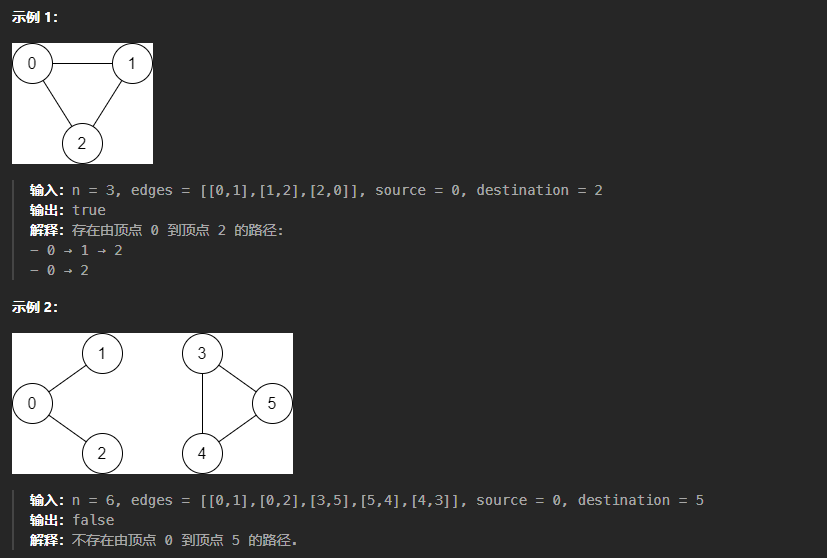 示例 1:
0 1
2
输入: n = 3, edges = [[0,1],[1,2],[2,0]], source = 0, destination = 2
输出: true
解释: 存在由顶点 0 到顶点 2 的路径:
- 0 → 1 → 2
- 0 → 2
示例 2:
1 3
0 5
2 4
输入: n = 6, edges = [[0,1],[0,2],[3,5],[5,4],[4,3]], source = 0, destination = 5
输出: false
解释: 不存在由顶点 0 到顶点 5 的路径.